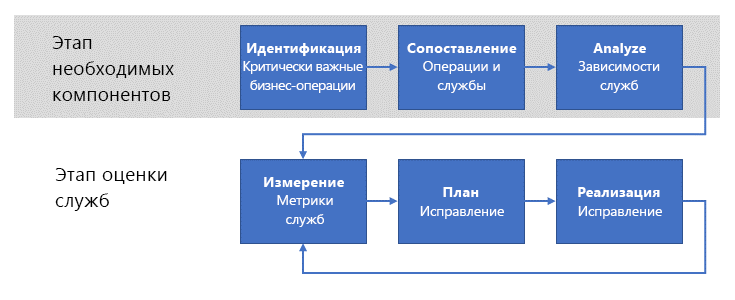 Этап
необходимых
компонентов
Идентификация
Критически важные
бизнес-операции
Сопоставление
Операции и
службы
Analyze
Зависимости
служб
Этап оценки
служб
Измерение
Метрики
служб
План
Исправление
Реализация
Исправление